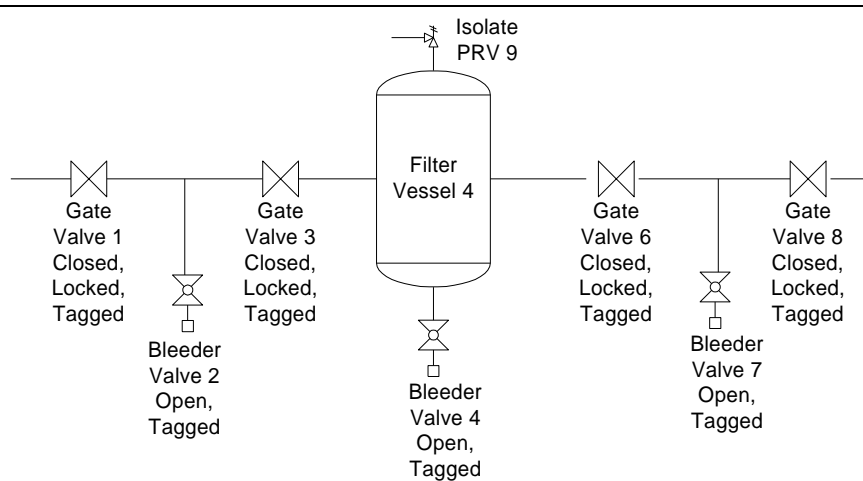 Isolate
PRV 9
Filter
Vessel 4
Gate
Valve 1
Closed,
Locked,
Tagged
Gate
Valve 3
Closed,
Locked,
Tagged
Gate
Valve 6
Closed,
Locked,
Tagged
Gate
Valve 8
Closed,
Locked,
Tagged
Bleeder
Valve 2
Open,
Tagged
Bleeder
Valve 4
Open,
Tagged
Bleeder
Valve 7
Open,
Tagged